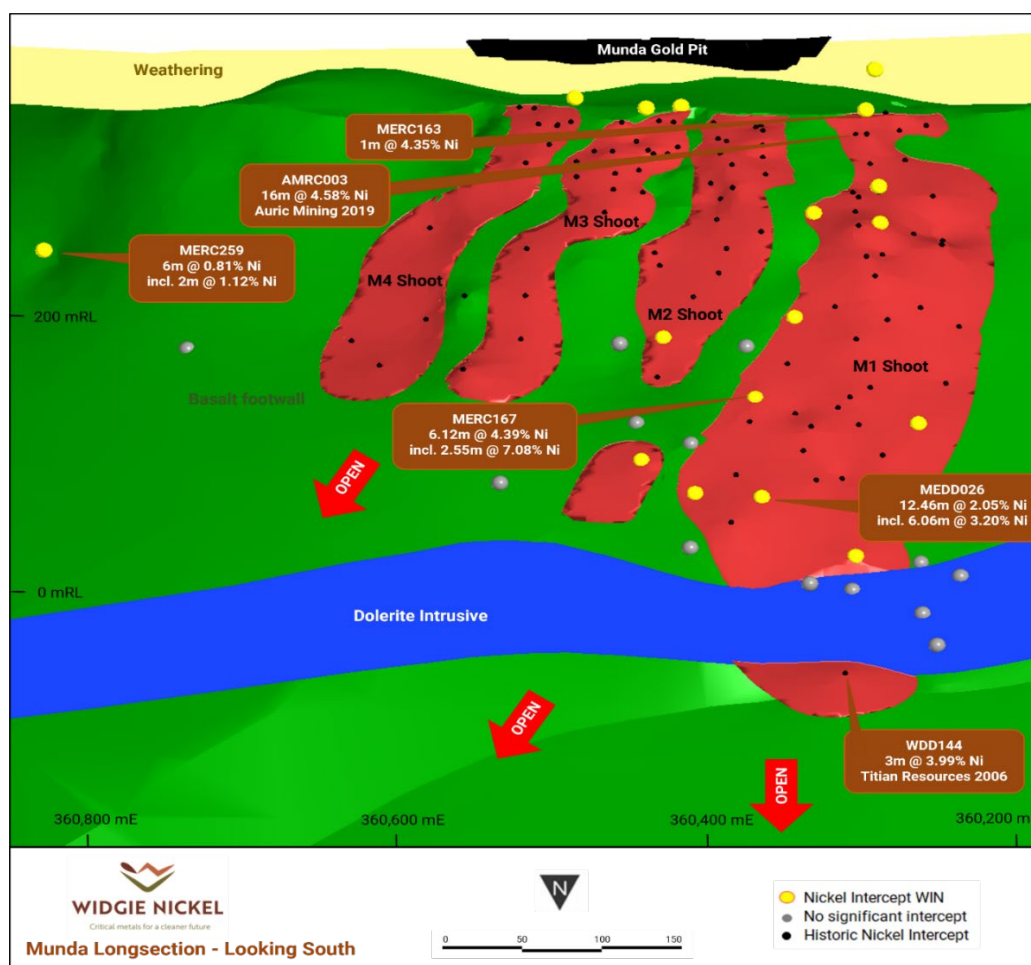 Munda Gold Pit
Weathering
MERC163
1m @ 4.35% Ni
AMRC003
16m @ 4.58% Ni
Auric Mining 2019
MERC259
6m @ 0.81% Ni
incl. 2m @ 1.12% Ni
M3 Shoot
M4 Shoot
200 mRL
M2 Shoot
M1 Shoot
Basalt footwall
MERC167
6.12m @ 4.39% Ni
incl. 2.55m @ 7.08% Ni
OPEN
MEDD026
12.46m @ 2.05% Ni
incl. 6.06m @ 3.20% Ni
0 mRL
Dolerite Intrusive
OPEN
WDD144
3m @ 3.99% Ni
Titian Resources 2006
OPEN
360,800 mE
360,600 mE
360,400 mE
360,200 m
WIDGIE NICKEL
Critical metals for a cleaner future
Munda Longsection - Looking South
N
0 50 100 150
Nickel Intercept WIN
No significant intercept
Historic Nickel Intercept